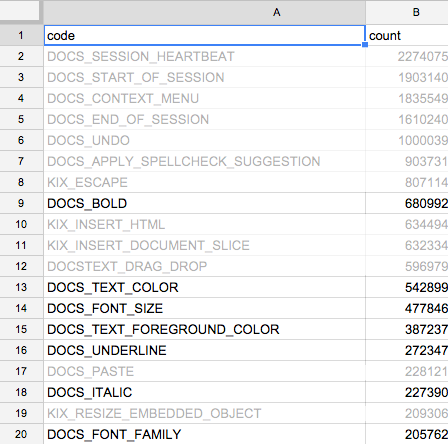 A B
1 code count
2 DOCS_SESSION_HEARTBEAT 2274075
3 DOCS_START_OF_SESSION 1903140
4 DOCS_CONTEXT_MENU 1835549
5 DOCS_END_OF_SESSION 1610240
6 DOCS_UNDO 1000039
7 DOCS_APPLY_SPELLCHECK_SUGGESTION 903731
8 KIX_ESCAPE 807114
9 DOCS_BOLD 680992
10 KIX_INSERT_HTML 634494
11 KIX_INSERT_DOCUMENT_SLICE 632334
12 DOCSTEXT_DRAG_DROP 596979
13 DOCS_TEXT_COLOR 542899
14 DOCS_FONT_SIZE 477846
15 DOCS_TEXT_FOREGROUND_COLOR 387237
16 DOCS_UNDERLINE 272347
17 DOCS_PASTE 228121
18 DOCS_ITALIC 227390
19 KIX_RESIZE_EMBEDDED_OBJECT 209306
20 DOCS_FONT_FAMILY 205762